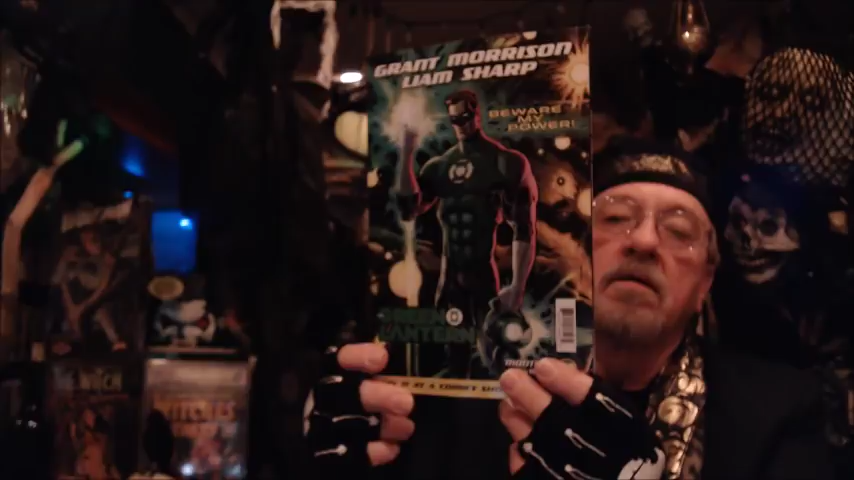 GRANT MORRISON
LIAM SHARP
BEWARE
MY
POWER!
GREEN
LANTERN
WITCH
WITCHES